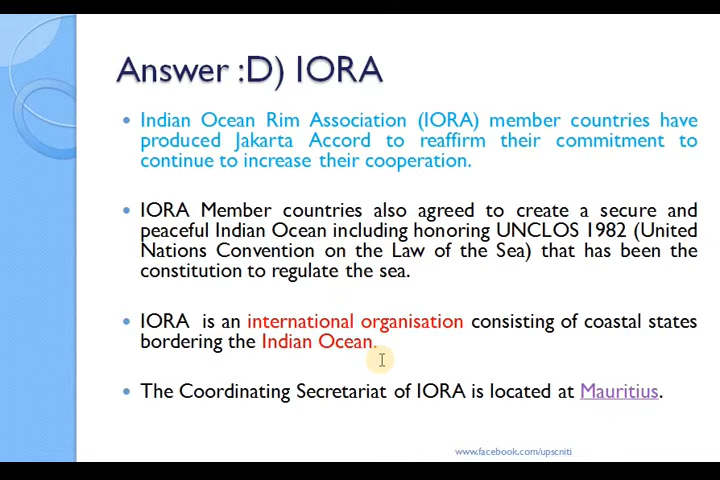 Answer :D) IORA
• Indian Ocean Rim Association (IORA) member countries have
produced Jakarta Accord to reaffirm their commitment to
continue to increase their cooperation.
• IORA Member countries also agreed to create a secure and
peaceful Indian Ocean including honoring UNCLOS 1982 (United
Nations Convention on the Law of the Sea) that has been the
constitution to regulate the sea.
• IORA is an international organisation consisting of coastal states
bordering the Indian Ocean.
• The Coordinating Secretariat of IORA is located at Mauritius.
www.facebook.com/upscniti